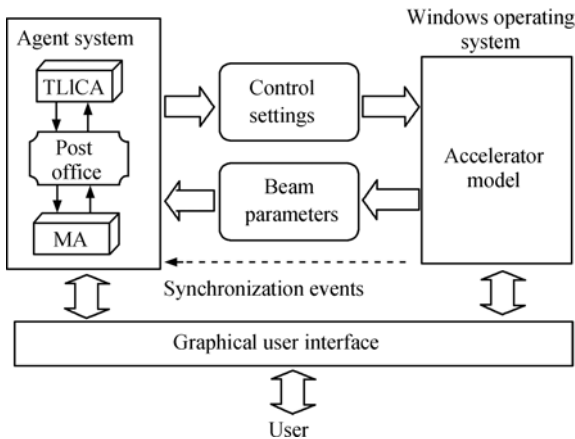 Agent system
TL1CA
Post
office
MA
Control
settings
Beam
parameters
Windows operating
system
Accelerator
model
Synchronization events
Graphical user interface
User